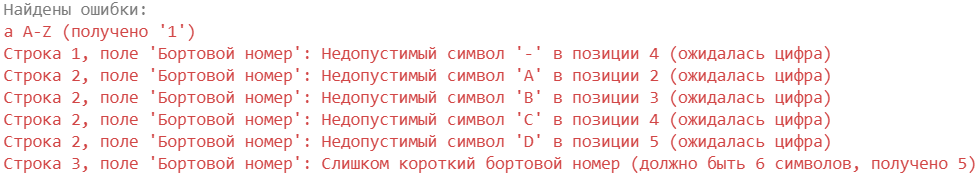 Найдены ошибки:
а A-Z (получено '1')
Строка 1, поле 'Бортовой номер': Недопустимый символ '-' в позиции 4 (ожидалась цифра)
Строка 2, поле 'Бортовой номер': Недопустимый символ 'A' в позиции 2 (ожидалась цифра)
Строка 2, поле 'Бортовой номер': Недопустимый символ 'B' в позиции 3 (ожидалась цифра)
Строка 2, поле 'Бортовой номер': Недопустимый символ 'C' в позиции 4 (ожидалась цифра)
Строка 2, поле 'Бортовой номер': Недопустимый символ 'D' в позиции 5 (ожидалась цифра)
Строка 3, поле 'Бортовой номер': Слишком короткий бортовой номер (должно быть 6 символов, получено 5)